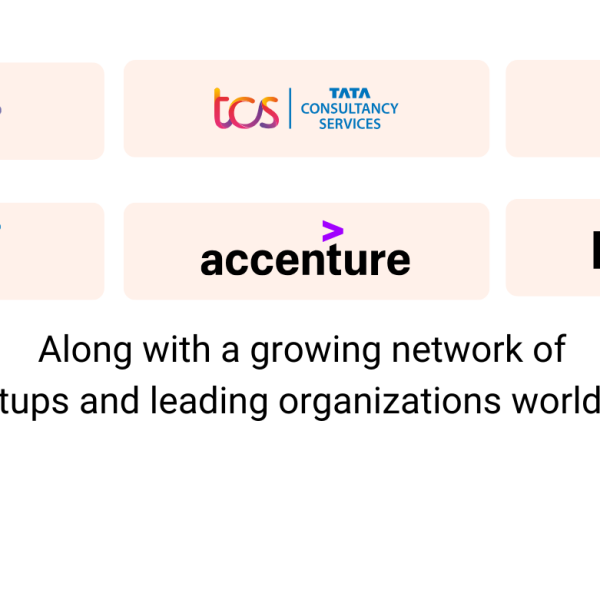 tcs | TATA
CONSULTANCY
SERVICES
accenture
Along with a growing network of
tups and leading organizations world